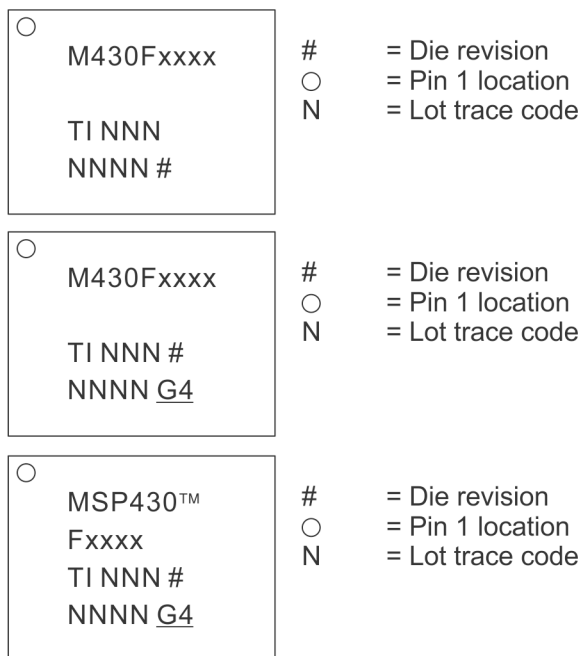 M430Fxxxx
TI NNN
NNNN #
# = Die revision
○ = Pin 1 location
N = Lot trace code
M430Fxxxx
TI NNN #
NNNN G4
# = Die revision
○ = Pin 1 location
N = Lot trace code
MSP430™
Fxxxx
TI NNN #
NNNN G4
# = Die revision
○ = Pin 1 location
N = Lot trace code